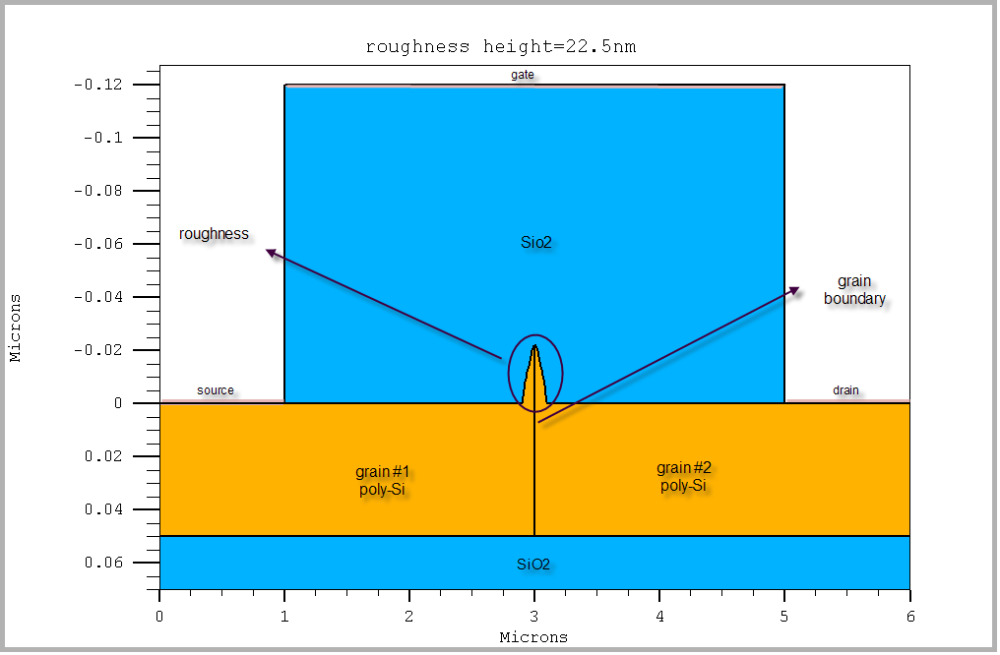 roughness height=22.5nm
gate
-0.12
-0.1
-0.08
-0.06
-0.04
-0.02
0
0.02
0.04
0.06
Microns
roughness
Sio2
grain
boundary
source
drain
grain #1
poly-Si
grain #2
poly-Si
SiO2
0 1 2 3 4 5 6
Microns